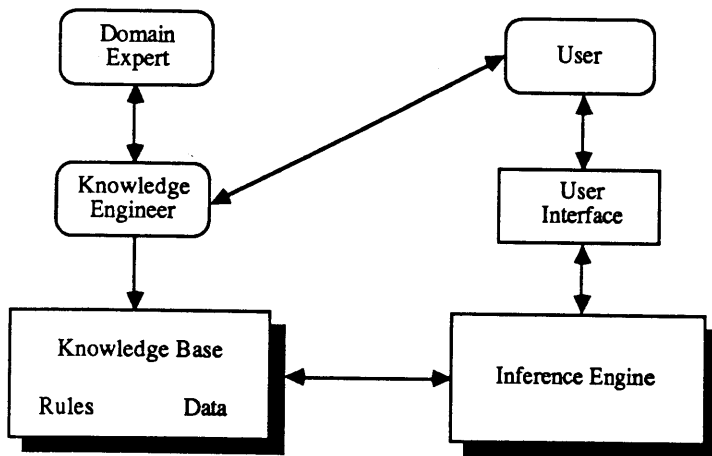 Domain
Expert
User
Knowledge
Engineer
User
Interface
Knowledge Base
Rules Data
Inference Engine